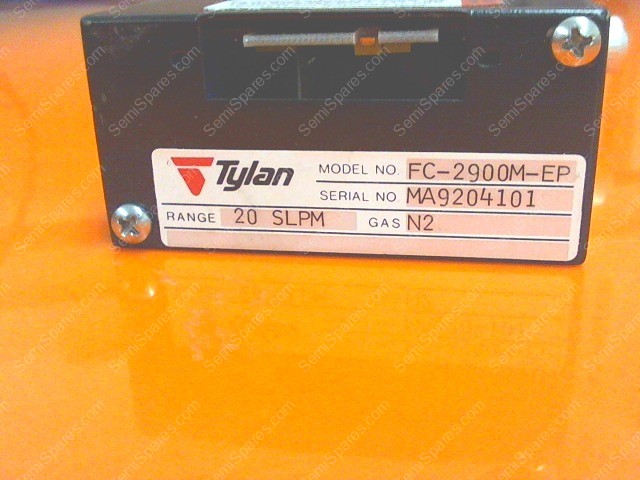 Tylan
MODEL NO. FC-2900M-EP
SERIAL NO MA9204101
RANGE 20 SLPM GAS N2
SemiSpares.com